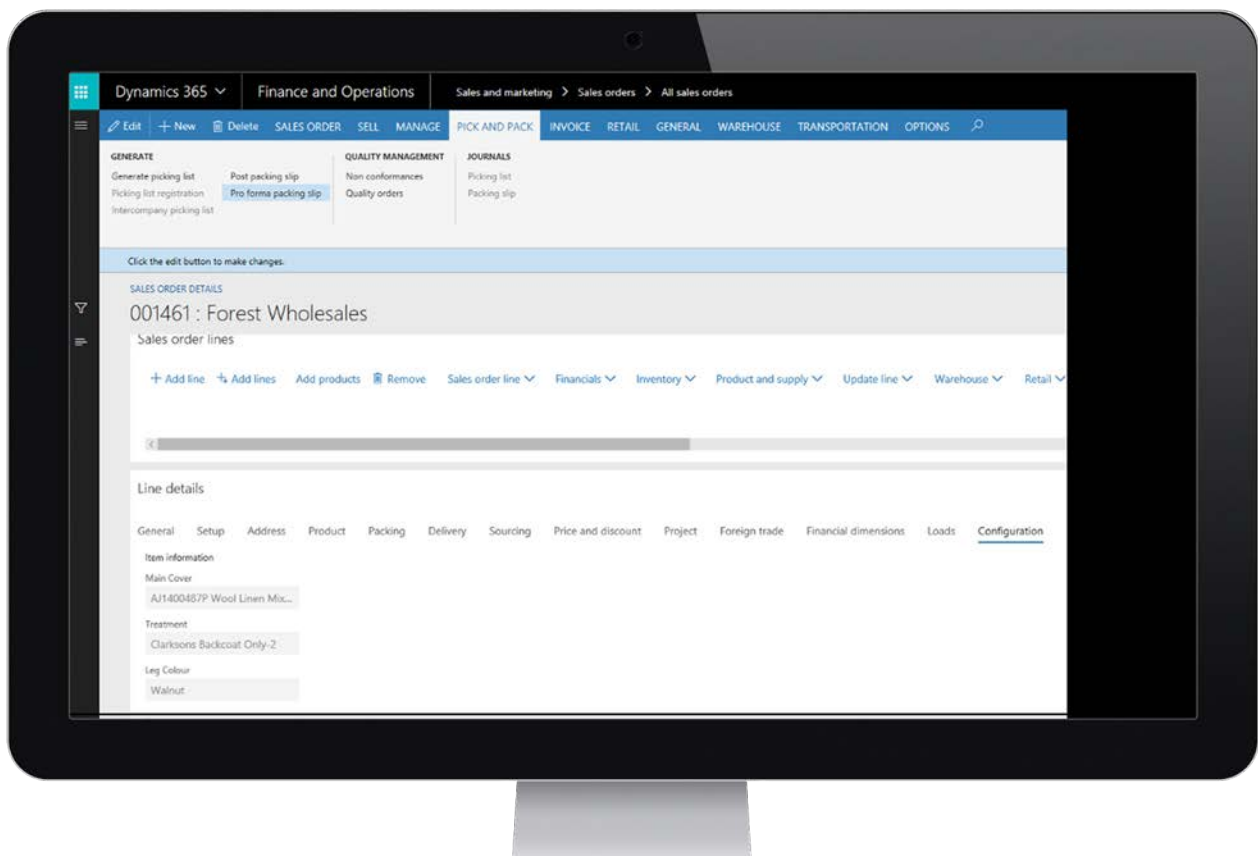 Dynamics 365 Finance and Operations Sales and marketing > Sales orders > All sales orders
Edit + New Delete SALES ORDER SELL MANAGE PICK AND PACK INVOICE RETAIL GENERAL WAREHOUSE TRANSPORTATION OPTIONS
GENERATE QUALITY MANAGEMENT JOURNALS
Generate picking list Post packing slip Non conformances Picking list
Picking list registration Pro forma packing slip Quality orders Packing slip
Intercompany picking list
Click the edit button to make changes.
SALES ORDER DETAILS
001461 : Forest Wholesales
Sales order lines
+ Add line Add lines Add products Remove Sales order line Financials Inventory Product and supply Update line Warehouse Retail
Line details
General Setup Address Product Packing Delivery Sourcing Price and discount Project Foreign trade Financial dimensions Loads Configuration
Item information
Main Cover
AJ1400487P Wool Linen Mix...
Treatment
Clarksons Backcoat Only-2
Leg Colour
Walnut